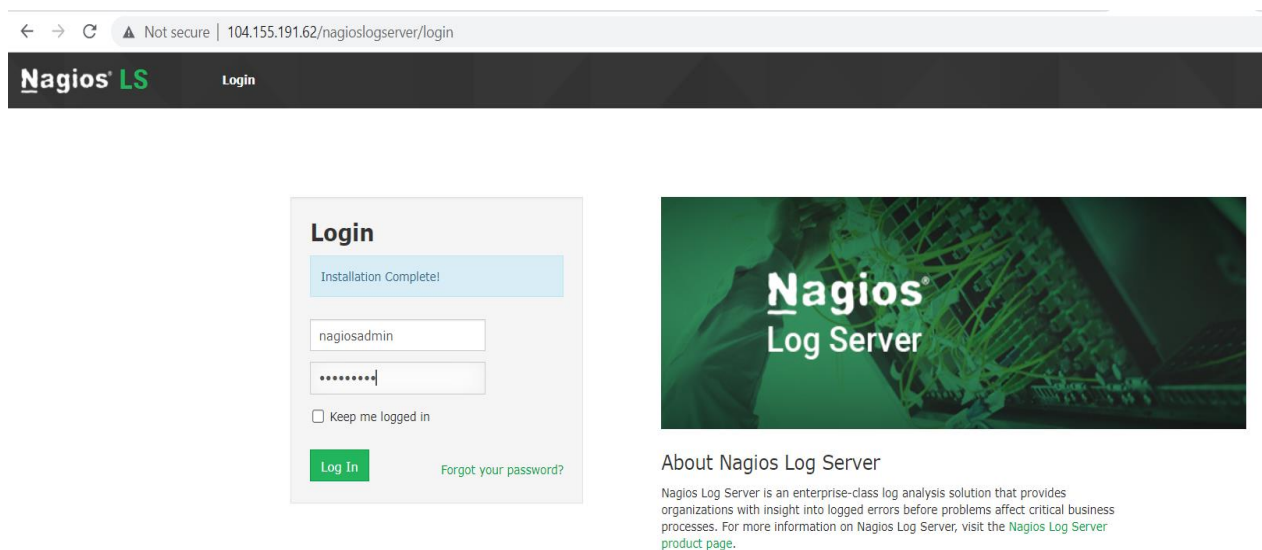 Not secure | 104.155.191.62/nagioslogserver/login
Nagios® LS
Login
Login
Installation Complete!
nagiosadmin
•••••••••
Keep me logged in
Log In
Forgot your password?
Nagios®
Log Server
About Nagios Log Server
Nagios Log Server is an enterprise-class log analysis solution that provides
organizations with insight into logged errors before problems affect critical business
processes. For more information on Nagios Log Server, visit the Nagios Log Server
product page.